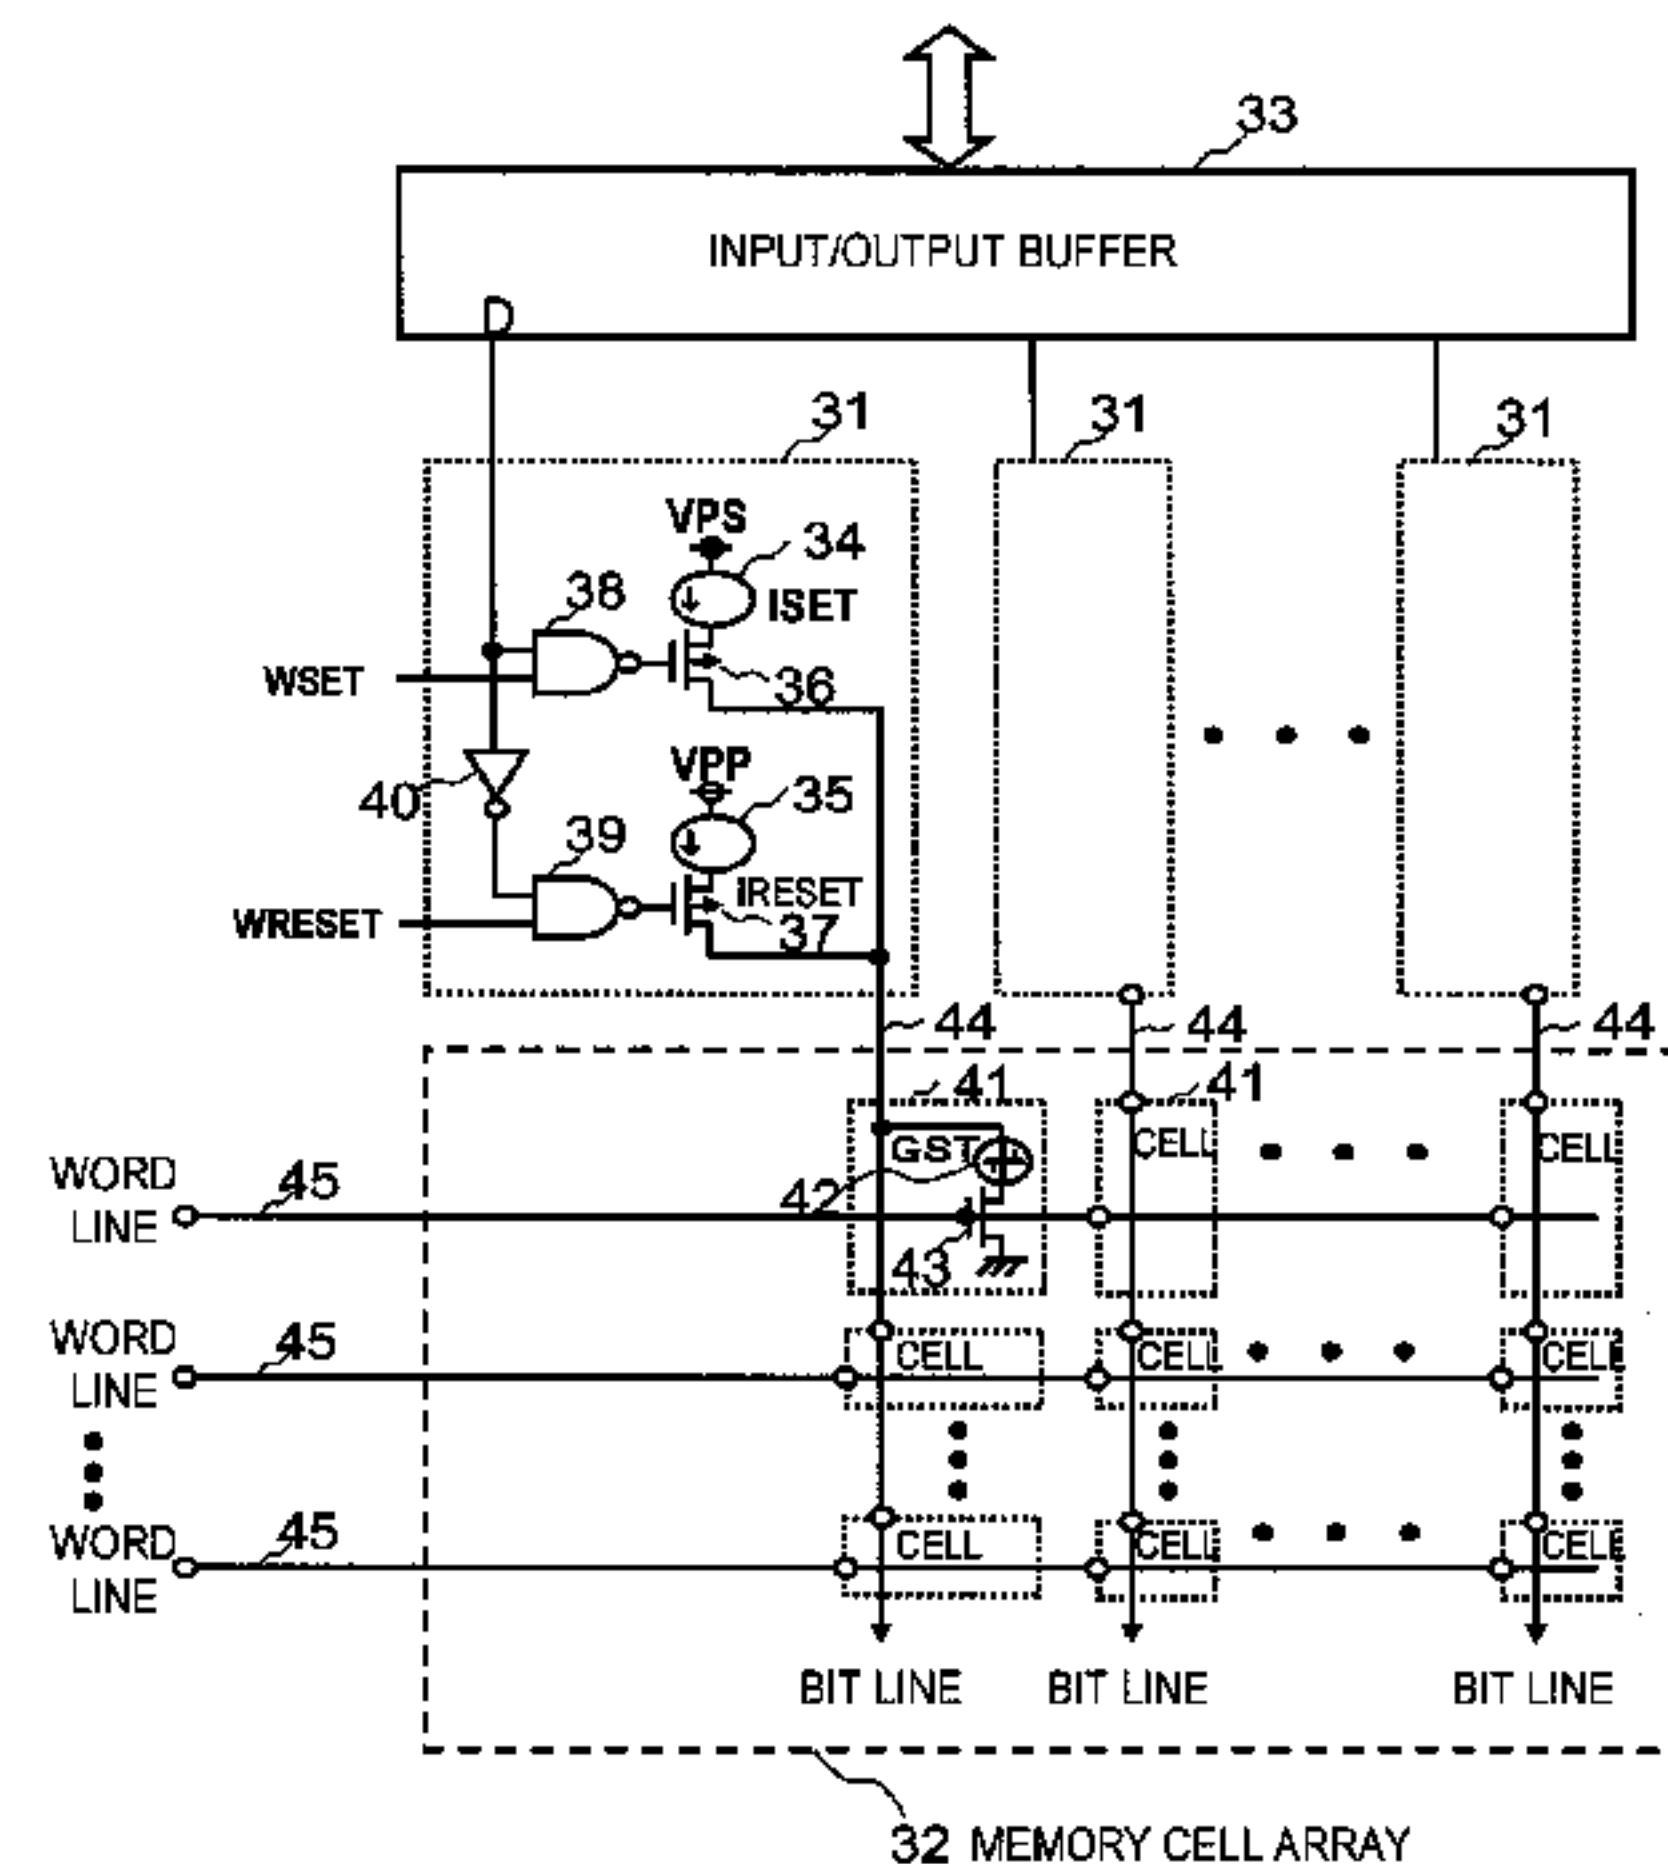 33
INPUT/OUTPUT BUFFER
D
31
31
31
VPS
34
ISET
38
WSET
36
VPP
40
35
39
IRESET
WRESET
37
44
44
44
41
41
GST
CELL
CELL
WORD
LINE
45
42
43
WORD
LINE
45
CELL
CELL
CELL
WORD
LINE
45
CELL
CELL
CELL
BIT LINE
BIT LINE
BIT LINE
32 MEMORY CELL ARRAY